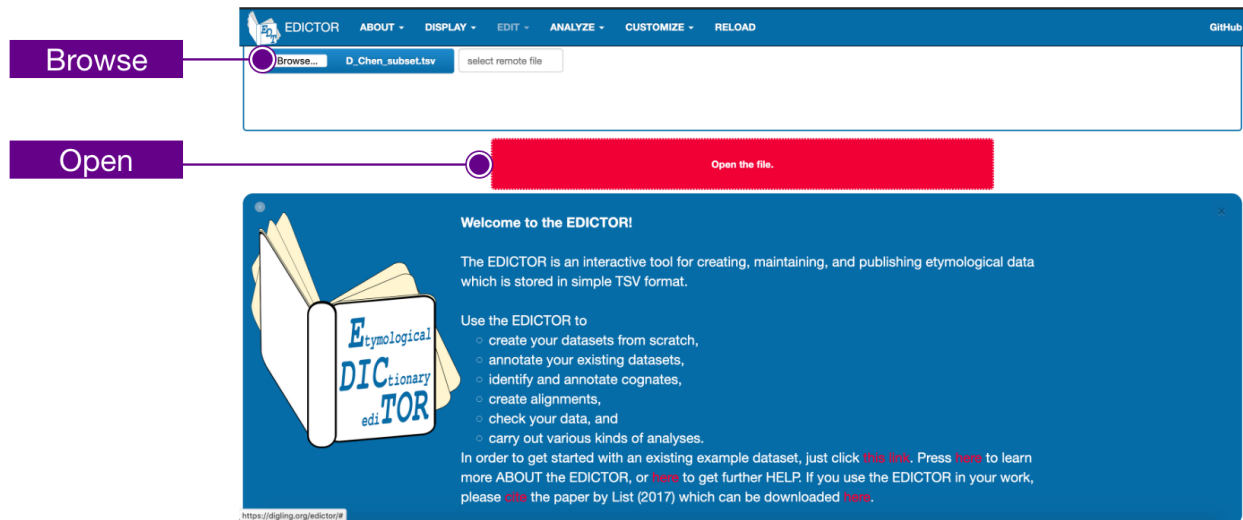 EDICTOR ABOUT DISPLAY EDIT ANALYZE CUSTOMIZE RELOAD GitHub
Browse
Browse... D_Chen_subset.tsv select remote file
Open
Open the file.
Welcome to the EDICTOR!
The EDICTOR is an interactive tool for creating, maintaining, and publishing etymological data
which is stored in simple TSV format.
Use the EDICTOR to
create your datasets from scratch,
annotate your existing datasets,
identify and annotate cognates,
create alignments,
check your data, and
carry out various kinds of analyses.
In order to get started with an existing example dataset, just click this link. Press here to learn
more ABOUT the EDICTOR, or here to get further HELP. If you use the EDICTOR in your work,
please cite the paper by List (2017) which can be downloaded here.
Etymological
DICtionary
ediTOR
https://digling.org/edictor/#